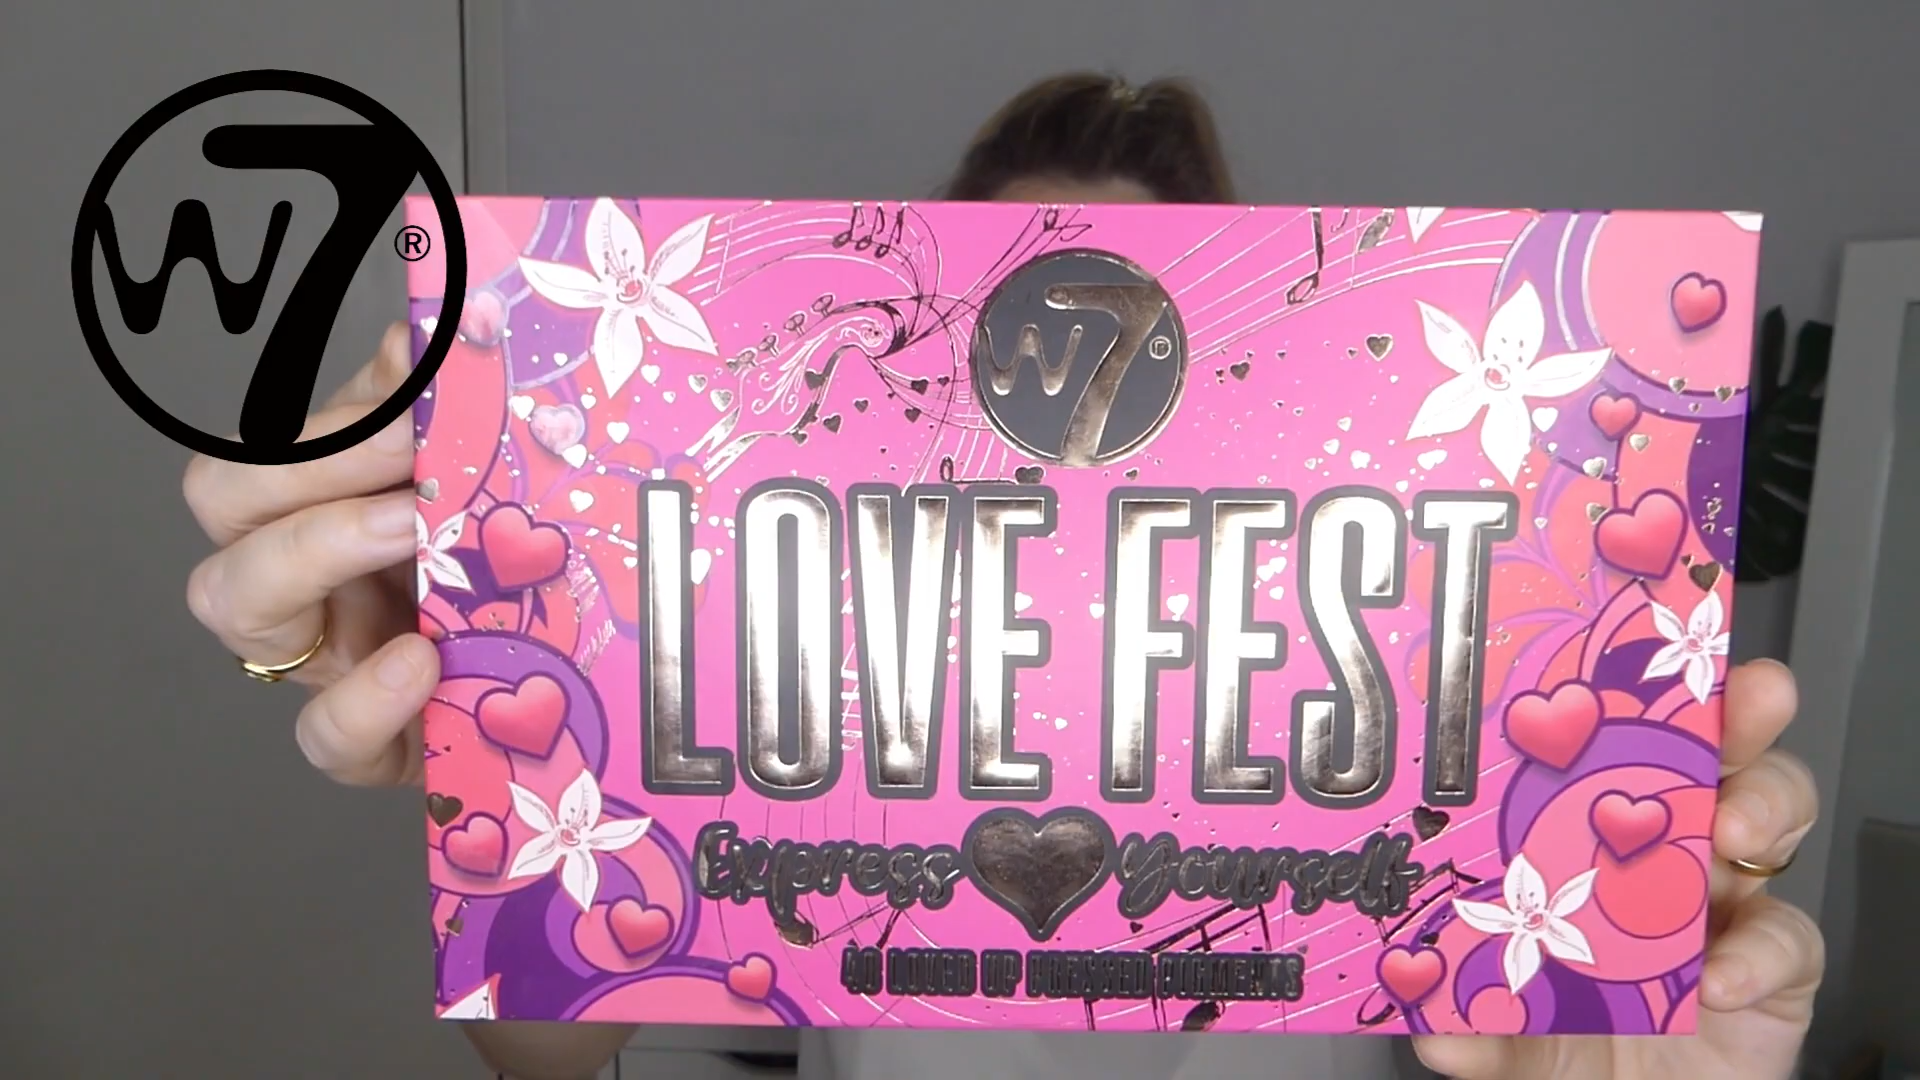 W7®
W7®
LOVE FEST
Express Yourself
40 LOVED UP PRESSED PIGMENTS